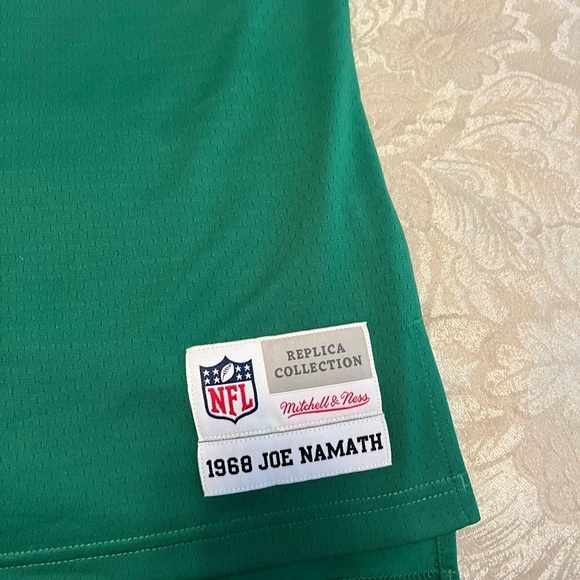 NFL
REPLICA
COLLECTION
Mitchell & Ness
1968 JOE NAMATH